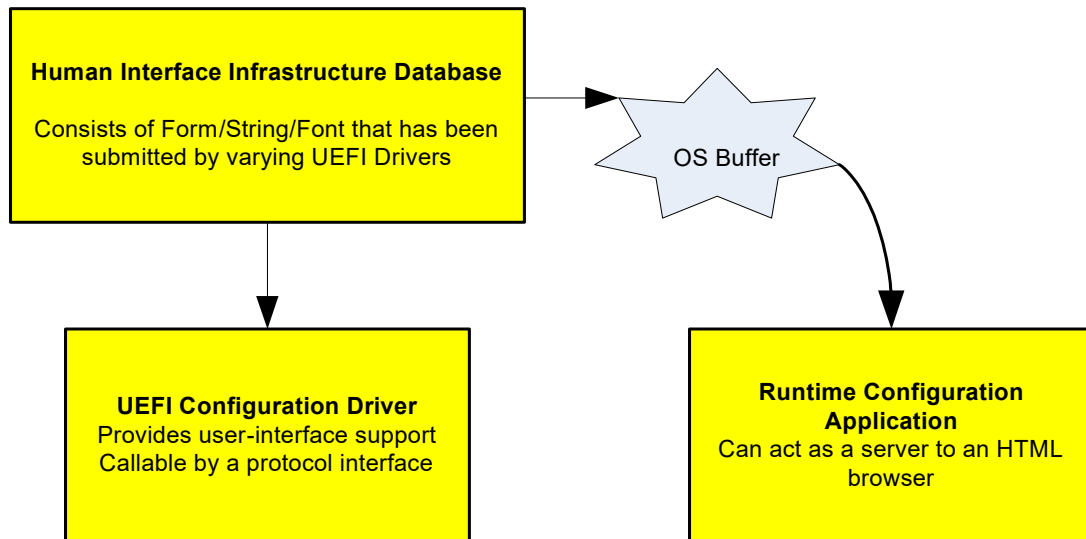 Human Interface Infrastructure Database
Consists of Form/String/Font that has been
submitted by varying UEFI Drivers
OS Buffer
UEFI Configuration Driver
Provides user-interface support
Callable by a protocol interface
Runtime Configuration
Application
Can act as a server to an HTML
browser